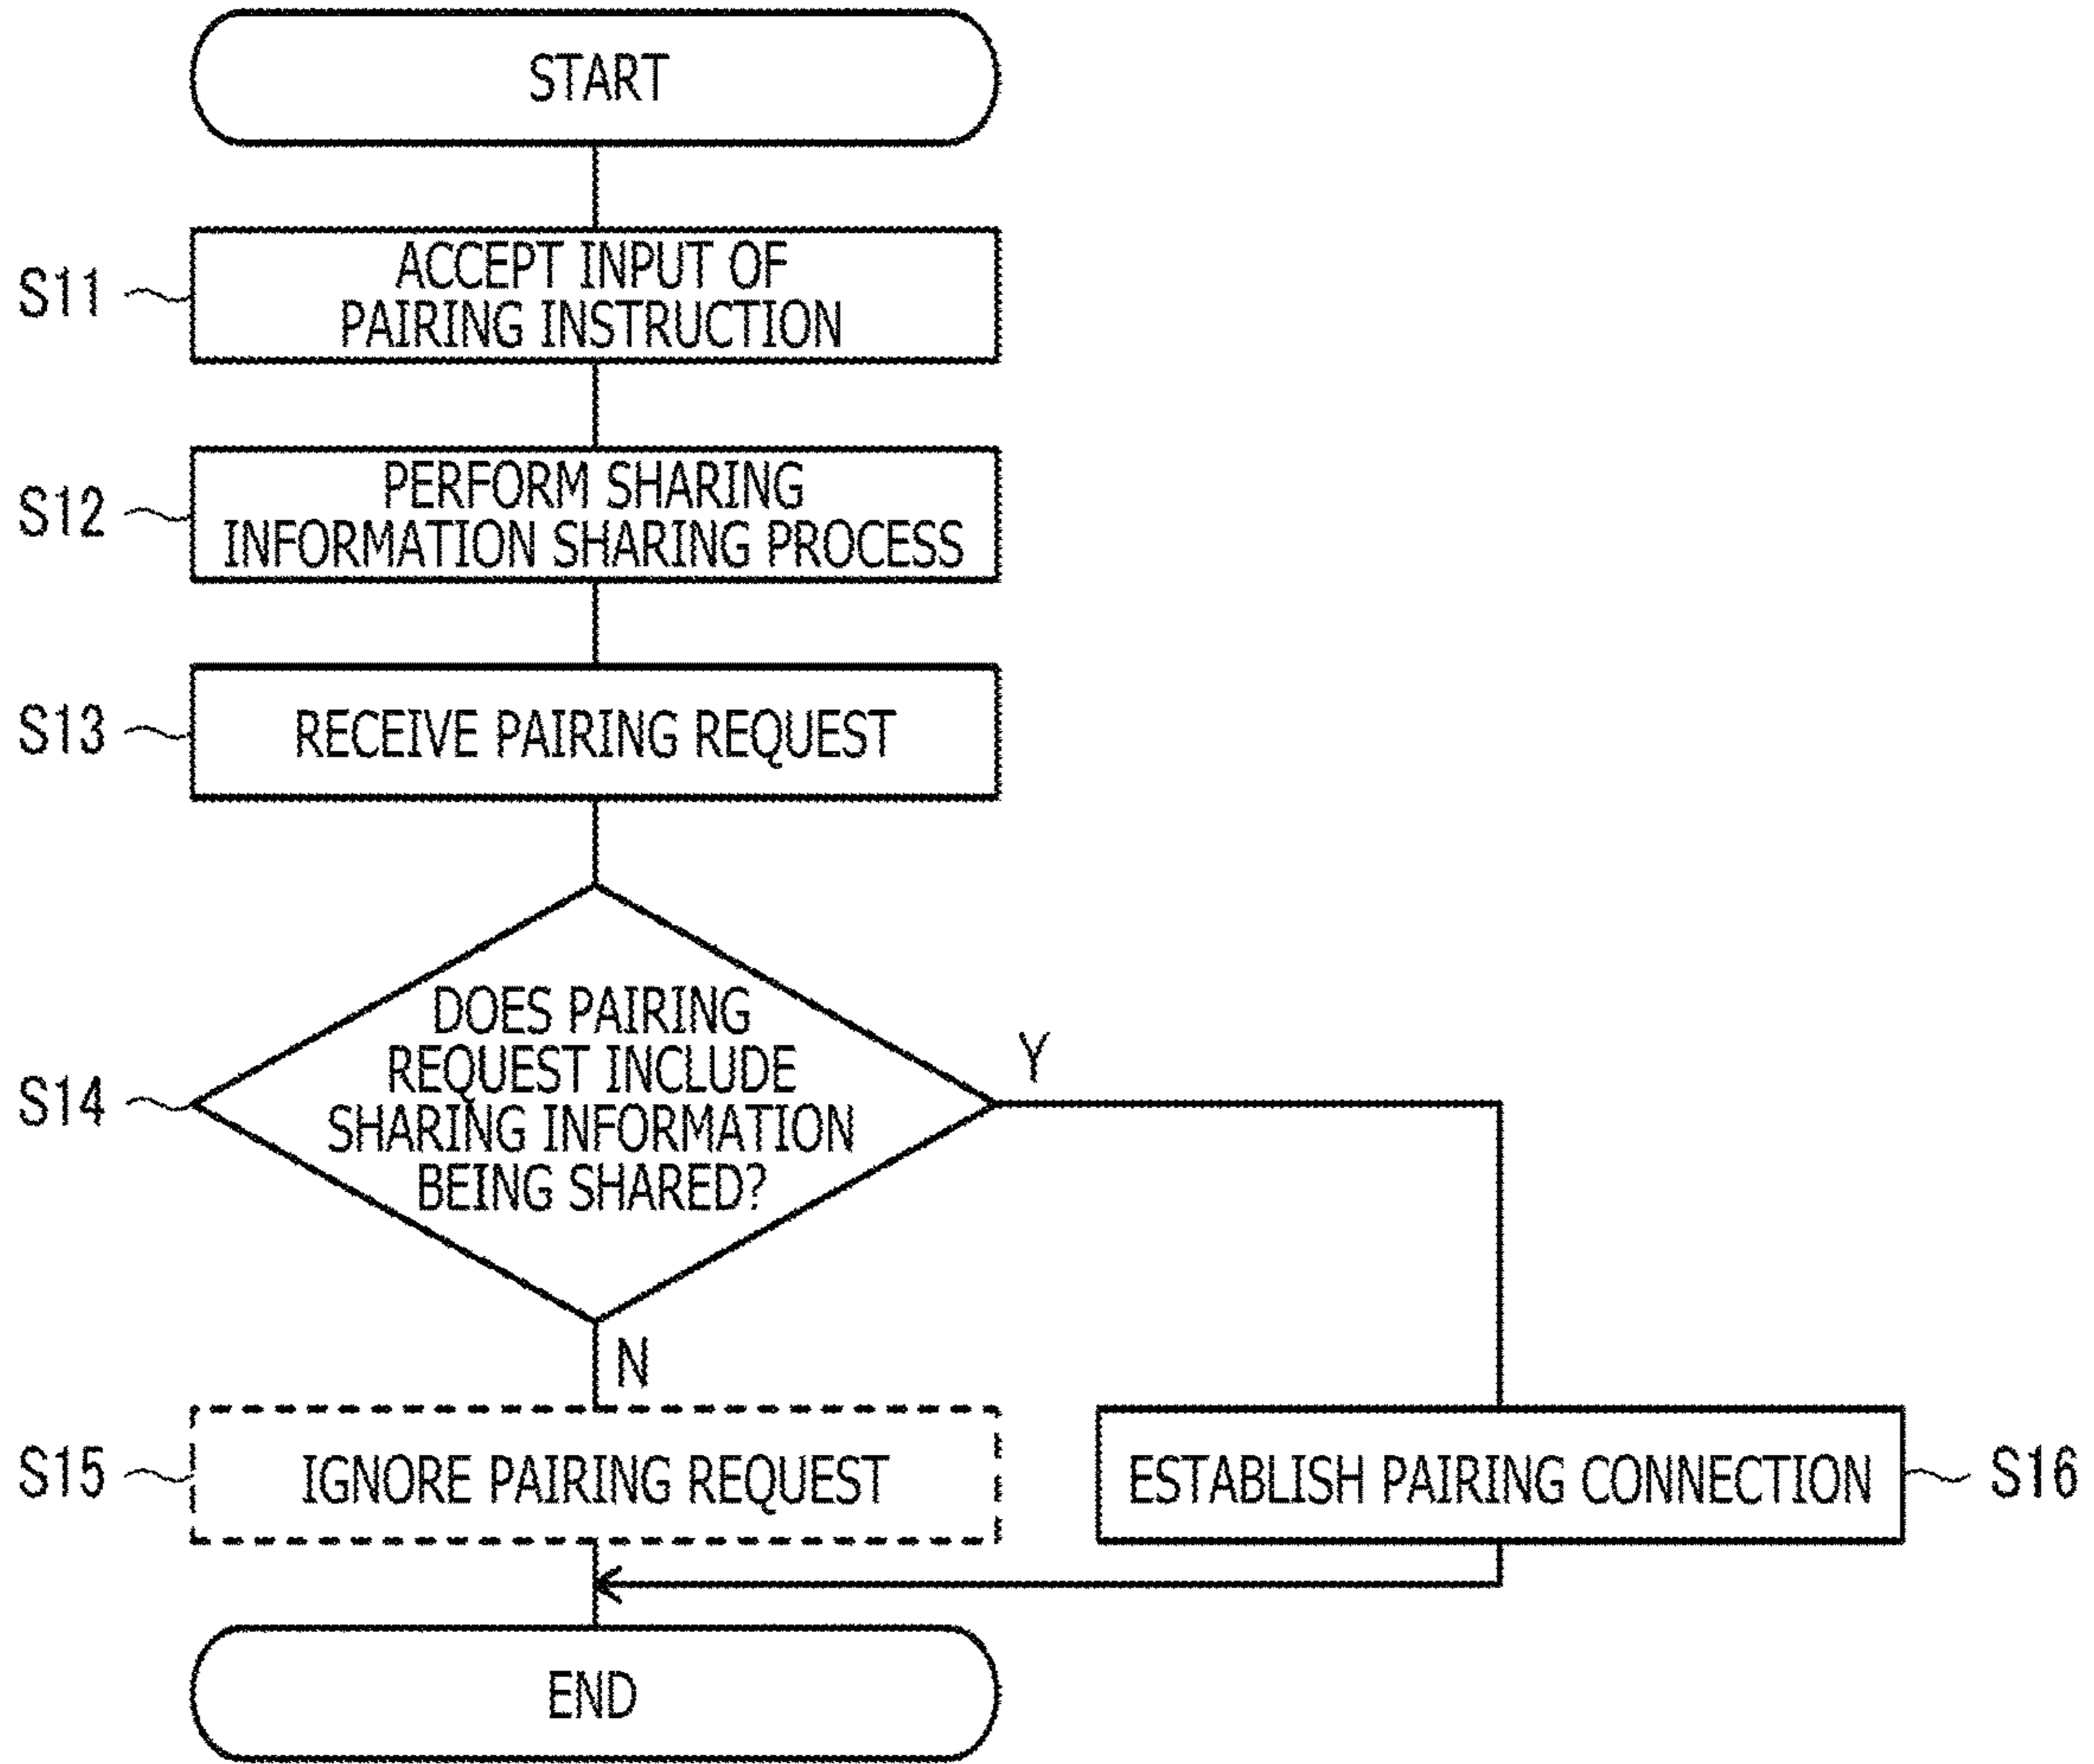 START
S11
ACCEPT INPUT OF
PAIRING INSTRUCTION
S12
PERFORM SHARING
INFORMATION SHARING PROCESS
S13
RECEIVE PAIRING REQUEST
S14
DOES PAIRING
REQUEST INCLUDE
SHARING INFORMATION
BEING SHARED?
Y
N
S15
IGNORE PAIRING REQUEST
ESTABLISH PAIRING CONNECTION
S16
END